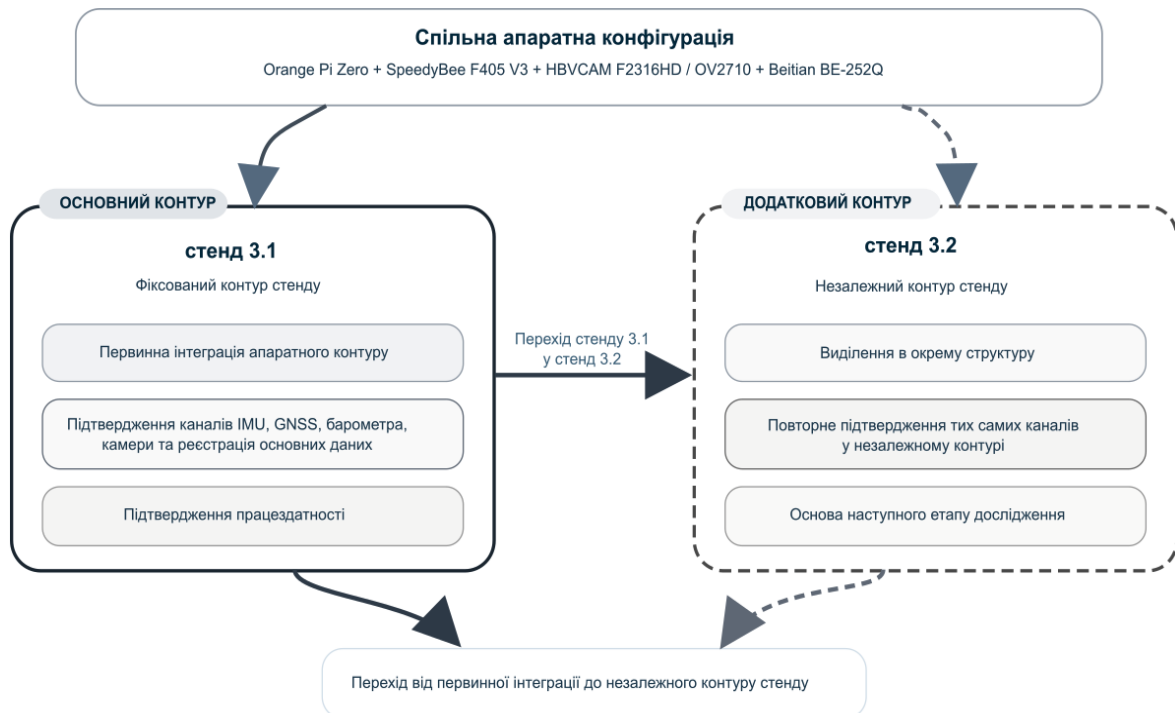 Спільна апаратна конфігурація
Orange Pi Zero + SpeedyBee F405 V3 + HBVCAM F2316HD / OV2710 + Beitian BE-252Q
ОСНОВНИЙ КОНТУР
стенд 3.1
Фіксований контур стенду
Первинна інтеграція апаратного контуру
Підтвердження каналів IMU, GNSS, барометра,
камери та реєстрація основних даних
Підтвердження працездатності
Перехід стенду 3.1
у стенд 3.2
ДОДАТКОВИЙ КОНТУР
стенд 3.2
Незалежний контур стенду
Виділення в окрему структуру
Повторне підтвердження тих самих каналів
у незалежному контурі
Основа наступного етапу дослідження
Перехід від первинної інтеграції до незалежного контуру стенду